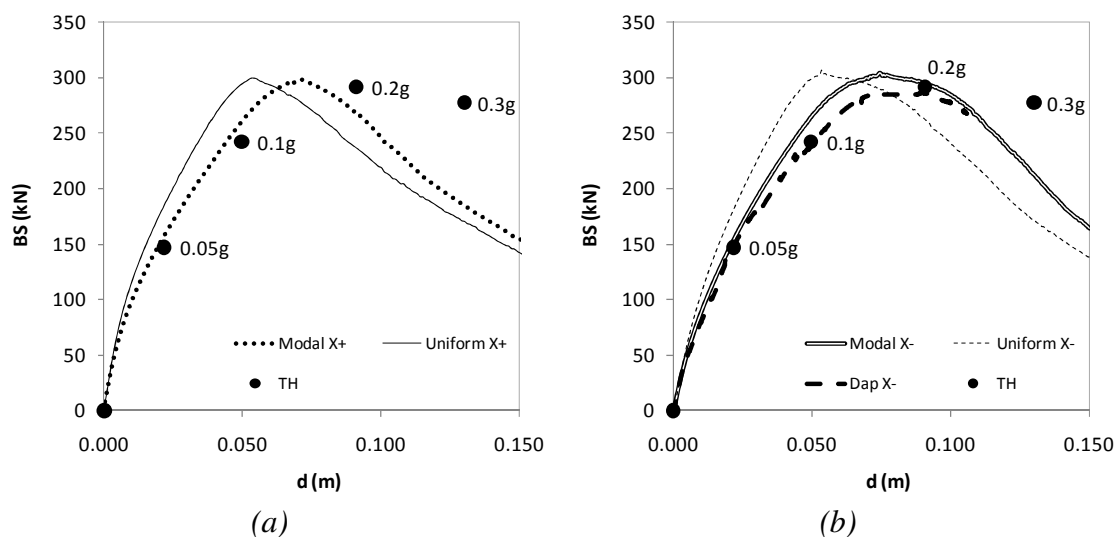 350
300
250
200
150
100
50
0
BS (kN)
0.2g
0.3g
0.1g
0.05g
Modal X+
Uniform X+
TH
0.000
0.050
0.100
0.150
d (m)
(a)
350
300
250
200
150
100
50
0
BS (kN)
0.2g
0.3g
0.1g
0.05g
Modal X-
Uniform X-
Dap X-
TH
0.000
0.050
0.100
0.150
d (m)
(b)